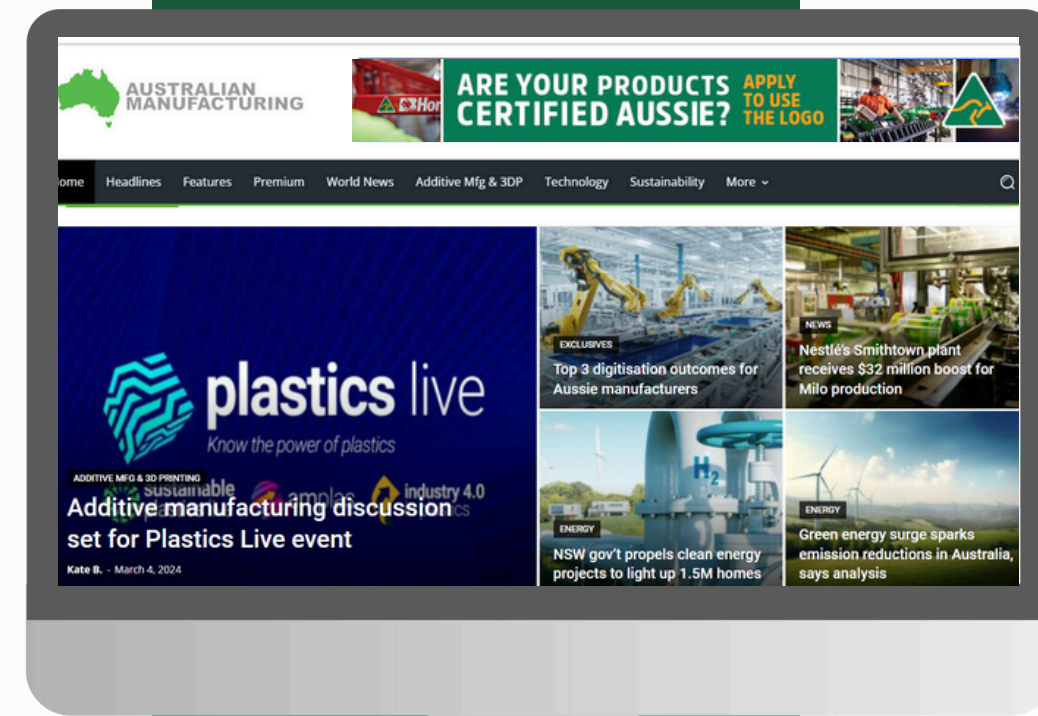 AUSTRALIAN
MANUFACTURING
ARE YOUR PRODUCTS
CERTIFIED AUSSIE?
APPLY
TO USE
THE LOGO
Headlines Features Premium World News Additive Mfg & 3DP Technology Sustainability More
plastics live
Know the power of plastics
sustainable
industry 4.0
ADDITIVE MFG & 3D PRINTING
Additive manufacturing discussion
set for Plastics Live event
Kate B. - March 4, 2024
EXCLUSIVES
Top 3 digitisation outcomes for
Aussie manufacturers
NEWS
Nestlé's Smithtown plant
receives $32 million boost for
Milo production
H2
ENERGY
NSW gov't propels clean energy
projects to light up 1.5M homes
ENERGY
Green energy surge sparks
emission reductions in Australia,
says analysis